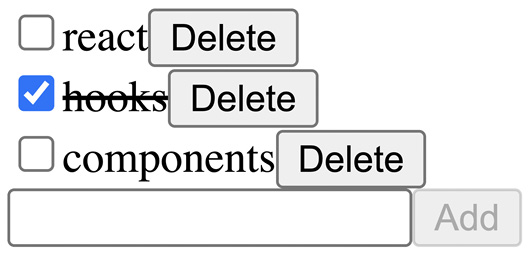 react Delete
hooks Delete
components Delete
Add